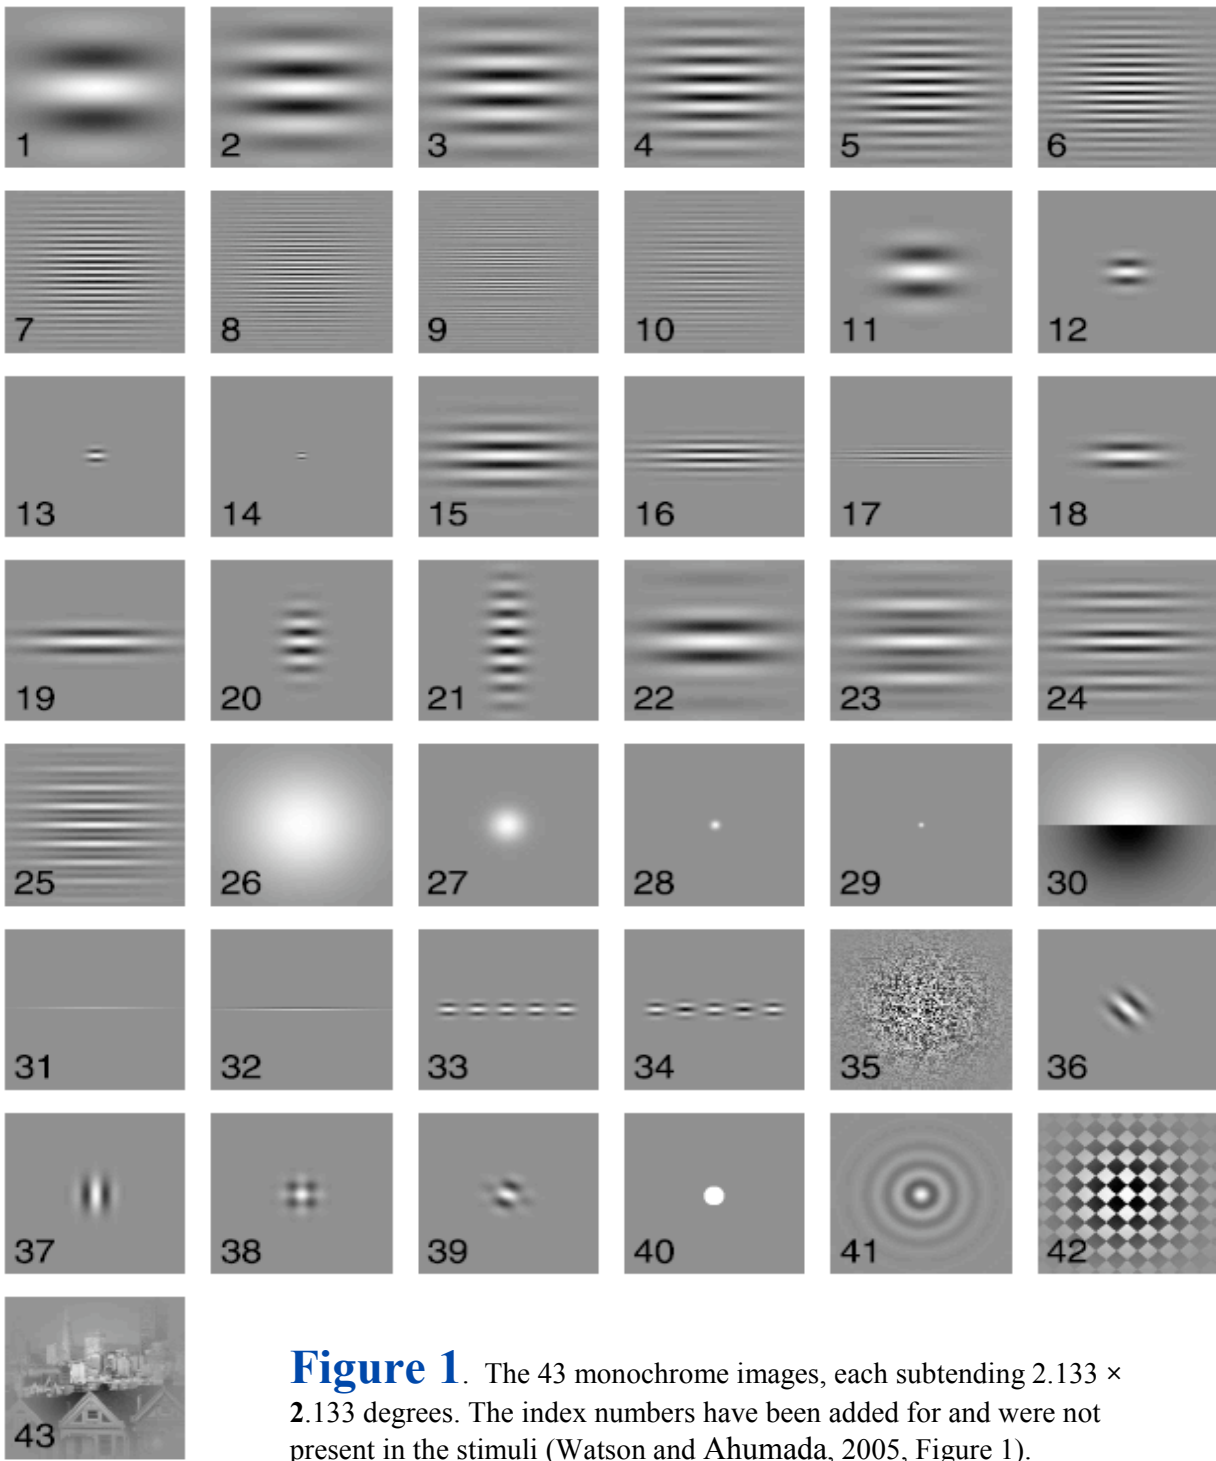 1 2 3 4 5 6
7 8 9 10 11 12
13 14 15 16 17 18
19 20 21 22 23 24
25 26 27 28 29 30
31 32 33 34 35 36
37 38 39 40 41 42
43
Figure 1. The 43 monochrome images, each subtending 2.133 ×
2.133 degrees. The index numbers have been added for and were not
present in the stimuli (Watson and Ahumada, 2005, Figure 1).